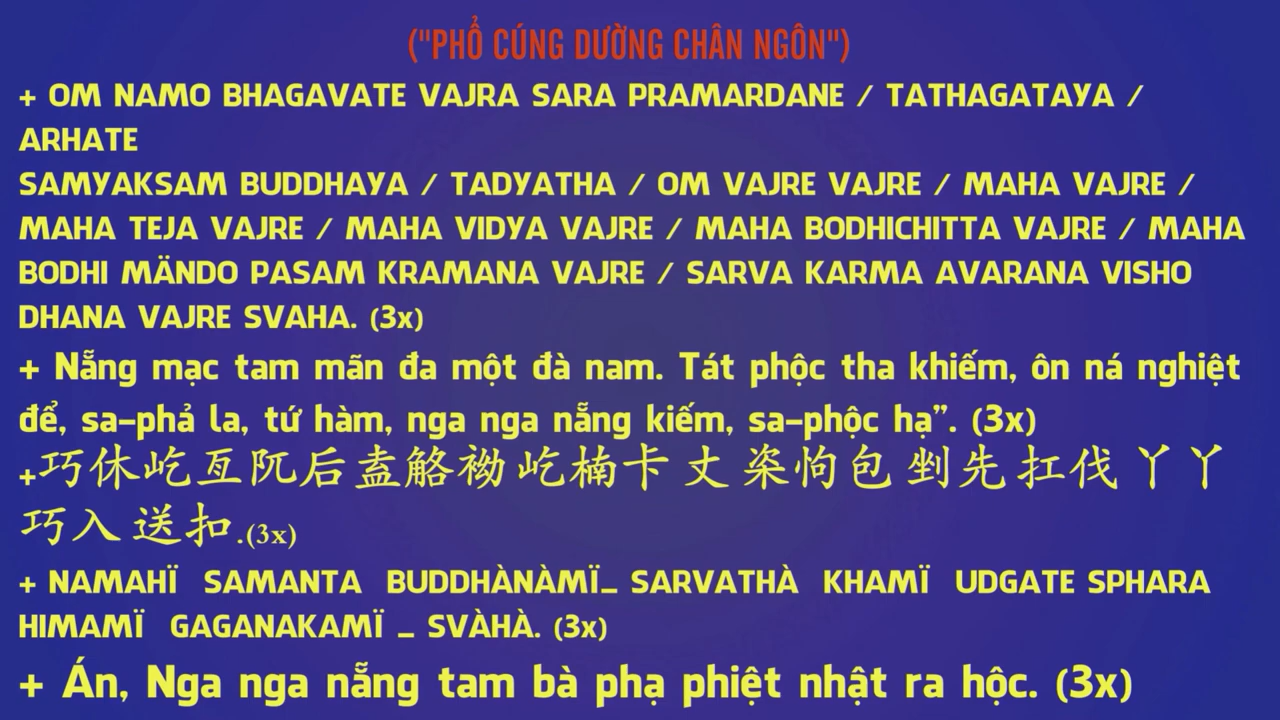 ("PHỔ CÚNG DƯỜNG CHÂN NGÔN")
+ OM NAMO BHAGAVATE VAJRA SARA PRAMARDANE / TATHAGATAYA /
ARHATE
SAMYAKSAM BUDDHAYA / TADYATHA / OM VAJRE VAJRE / MAHA VAJRE /
MAHA TEJA VAJRE / MAHA VIDYA VAJRE / MAHA BODHICHITTA VAJRE / MAHA
BODHI MÄNDO PASAM KRAMANA VAJRE / SARVA KARMA AVARANA VISHO
DHANA VAJRE SVAHA. (3x)
+ Nẵng mạc tam mãn đa một đà nam. Tát phộc tha khiếm, ôn ná nghiệt
để, sa-phả la, tứ hàm, nga nga nẵng kiếm, sa-phộc hạ”. (3x)
+巧休屹亙阬后盍觡袎屹楠卡丈楶恦包剉先扛伐丫丫
巧入送扣.(3x)
+ NAMAHÏ SAMANTA BUDDHÀNÀMÏ_ SARVATHÀ KHAMÏ UDGATE SPHARA
HIMAMÏ GAGANAKAMÏ _ SVÀHÀ. (3x)
+ Án, Nga nga nẵng tam bà phạ phiệt nhật ra hộc. (3x)